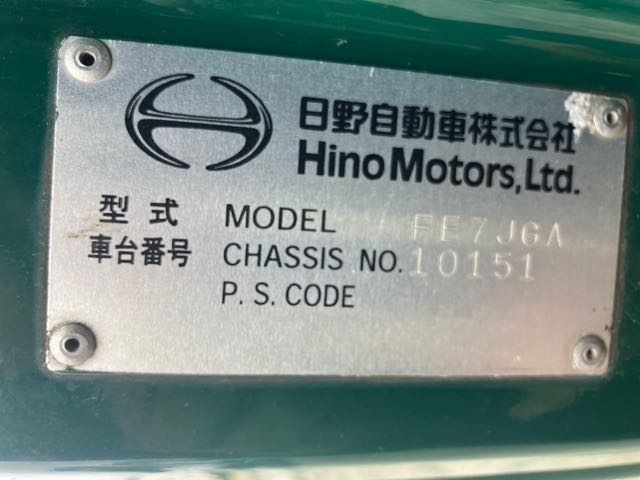 日野自動車株式会社
Hino Motors, Ltd.
型式 MODEL FE7JGA
車台番号 CHASSIS NO. 10151
P. S. CODE